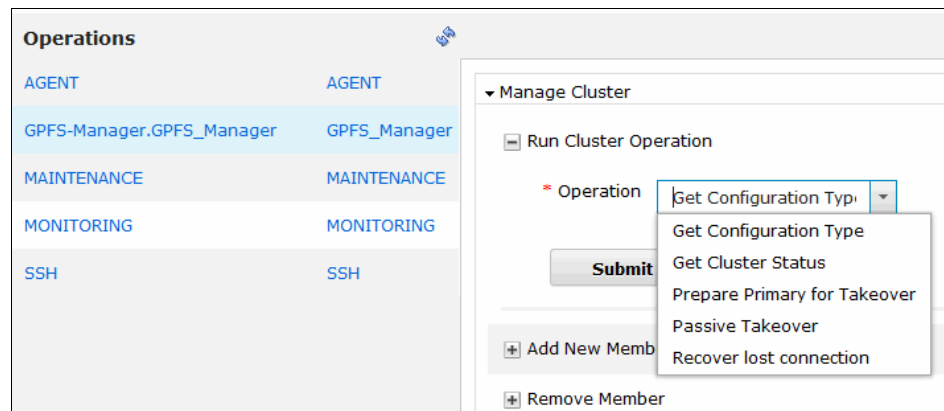 Operations
AGENT AGENT
GPFS-Manager.GPFS_Manager GPFS_Manager
MAINTENANCE MAINTENANCE
MONITORING MONITORING
SSH SSH
Manage Cluster
Run Cluster Operation
* Operation Get Configuration Typ
Get Configuration Type
Get Cluster Status
Prepare Primary for Takeover
Passive Takeover
Recover lost connection
Submit
Add New Memb
Remove Member